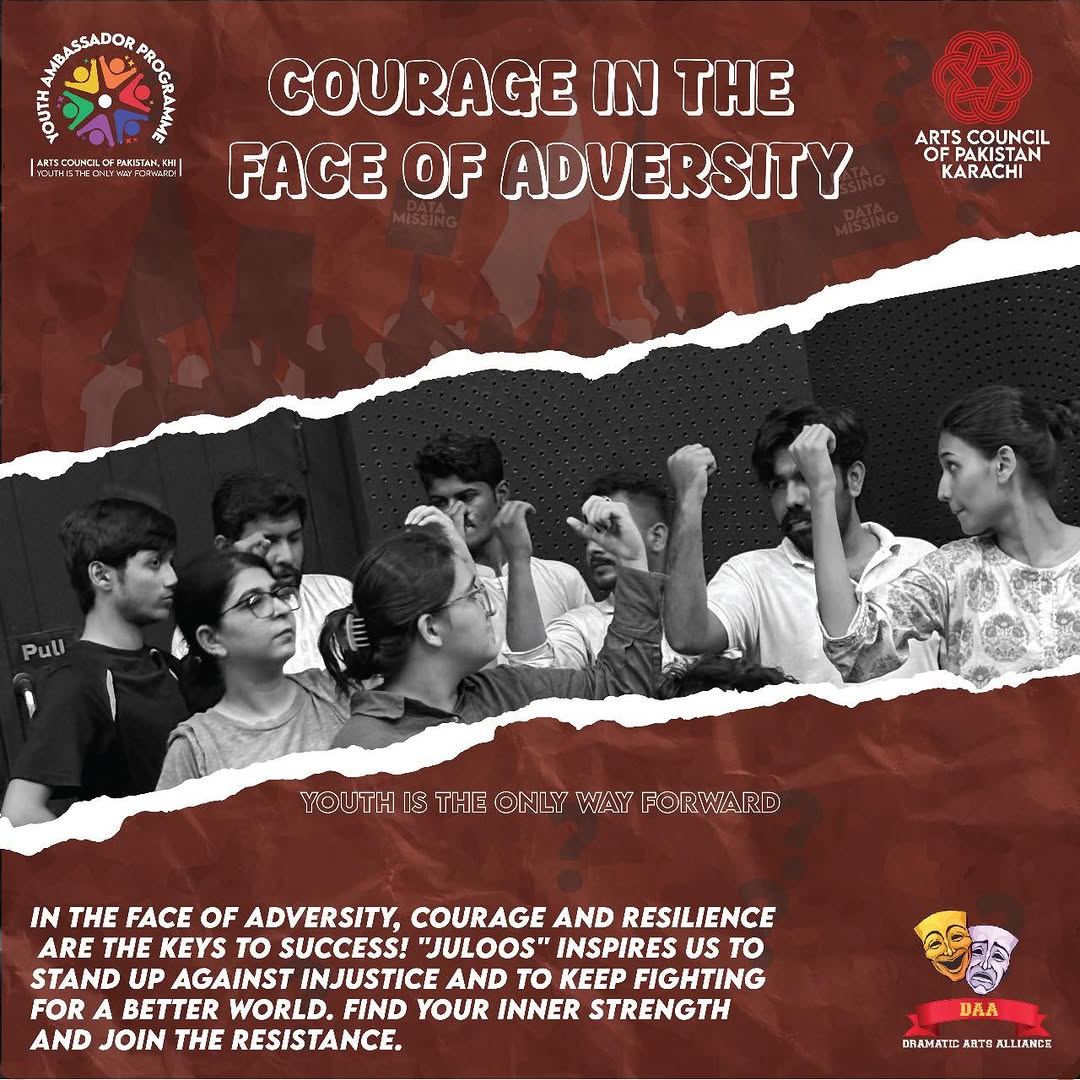 YOUTH AMBASSADOR PROGRAMME
ARTS COUNCIL OF PAKISTAN, KHI
YOUTH IS THE ONLY WAY FORWARD!
COURAGE IN THE
FACE OF ADVERSITY
ARTS COUNCIL
OF PAKISTAN
KARACHI
DATA
MISSING
DATA
MISSING
DATA
MISSING
Pull
YOUTH IS THE ONLY WAY FORWARD
IN THE FACE OF ADVERSITY, COURAGE AND RESILIENCE
ARE THE KEYS TO SUCCESS! "JULOOS" INSPIRES US TO
STAND UP AGAINST INJUSTICE AND TO KEEP FIGHTING
FOR A BETTER WORLD. FIND YOUR INNER STRENGTH
AND JOIN THE RESISTANCE.
DAA
DRAMATIC ARTS ALLIANCE